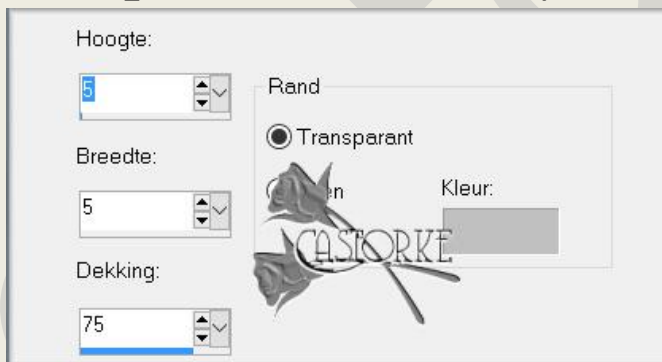 Hoogte:
5
Rand
Transparant
Breedte:
5
Kleur:
CASTORKE
Dekking:
75